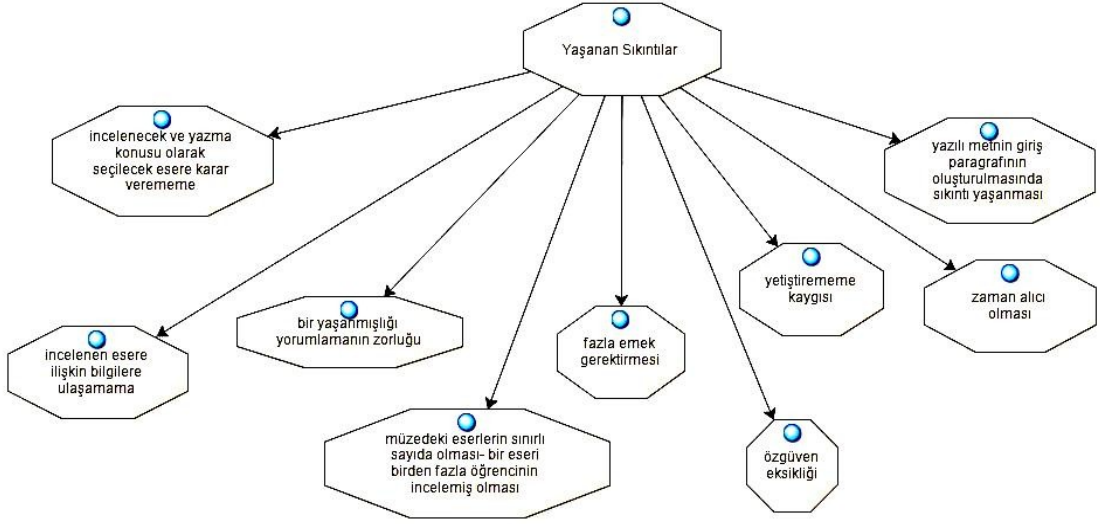 Yaşanan Sıkıntılar
incelenecek ve yazma
konusu olarak
seçilecek esere karar
verememe
yazılı metnin giriş
paragrafının
oluşturulmasında
sıkıntı yaşanması
yetiştirememe
kaygısı
zaman alıcı
olması
bir yaşanmışlığı
yorumlamanın zorluğu
fazla emek
gerektirmesi
incelenen esere
ilişkin bilgilere
ulaşamama
müzedeki eserlerin sınırlı
sayıda olması- bir eseri
birden fazla öğrencinin
incelemiş olması
özgüven
eksikliği